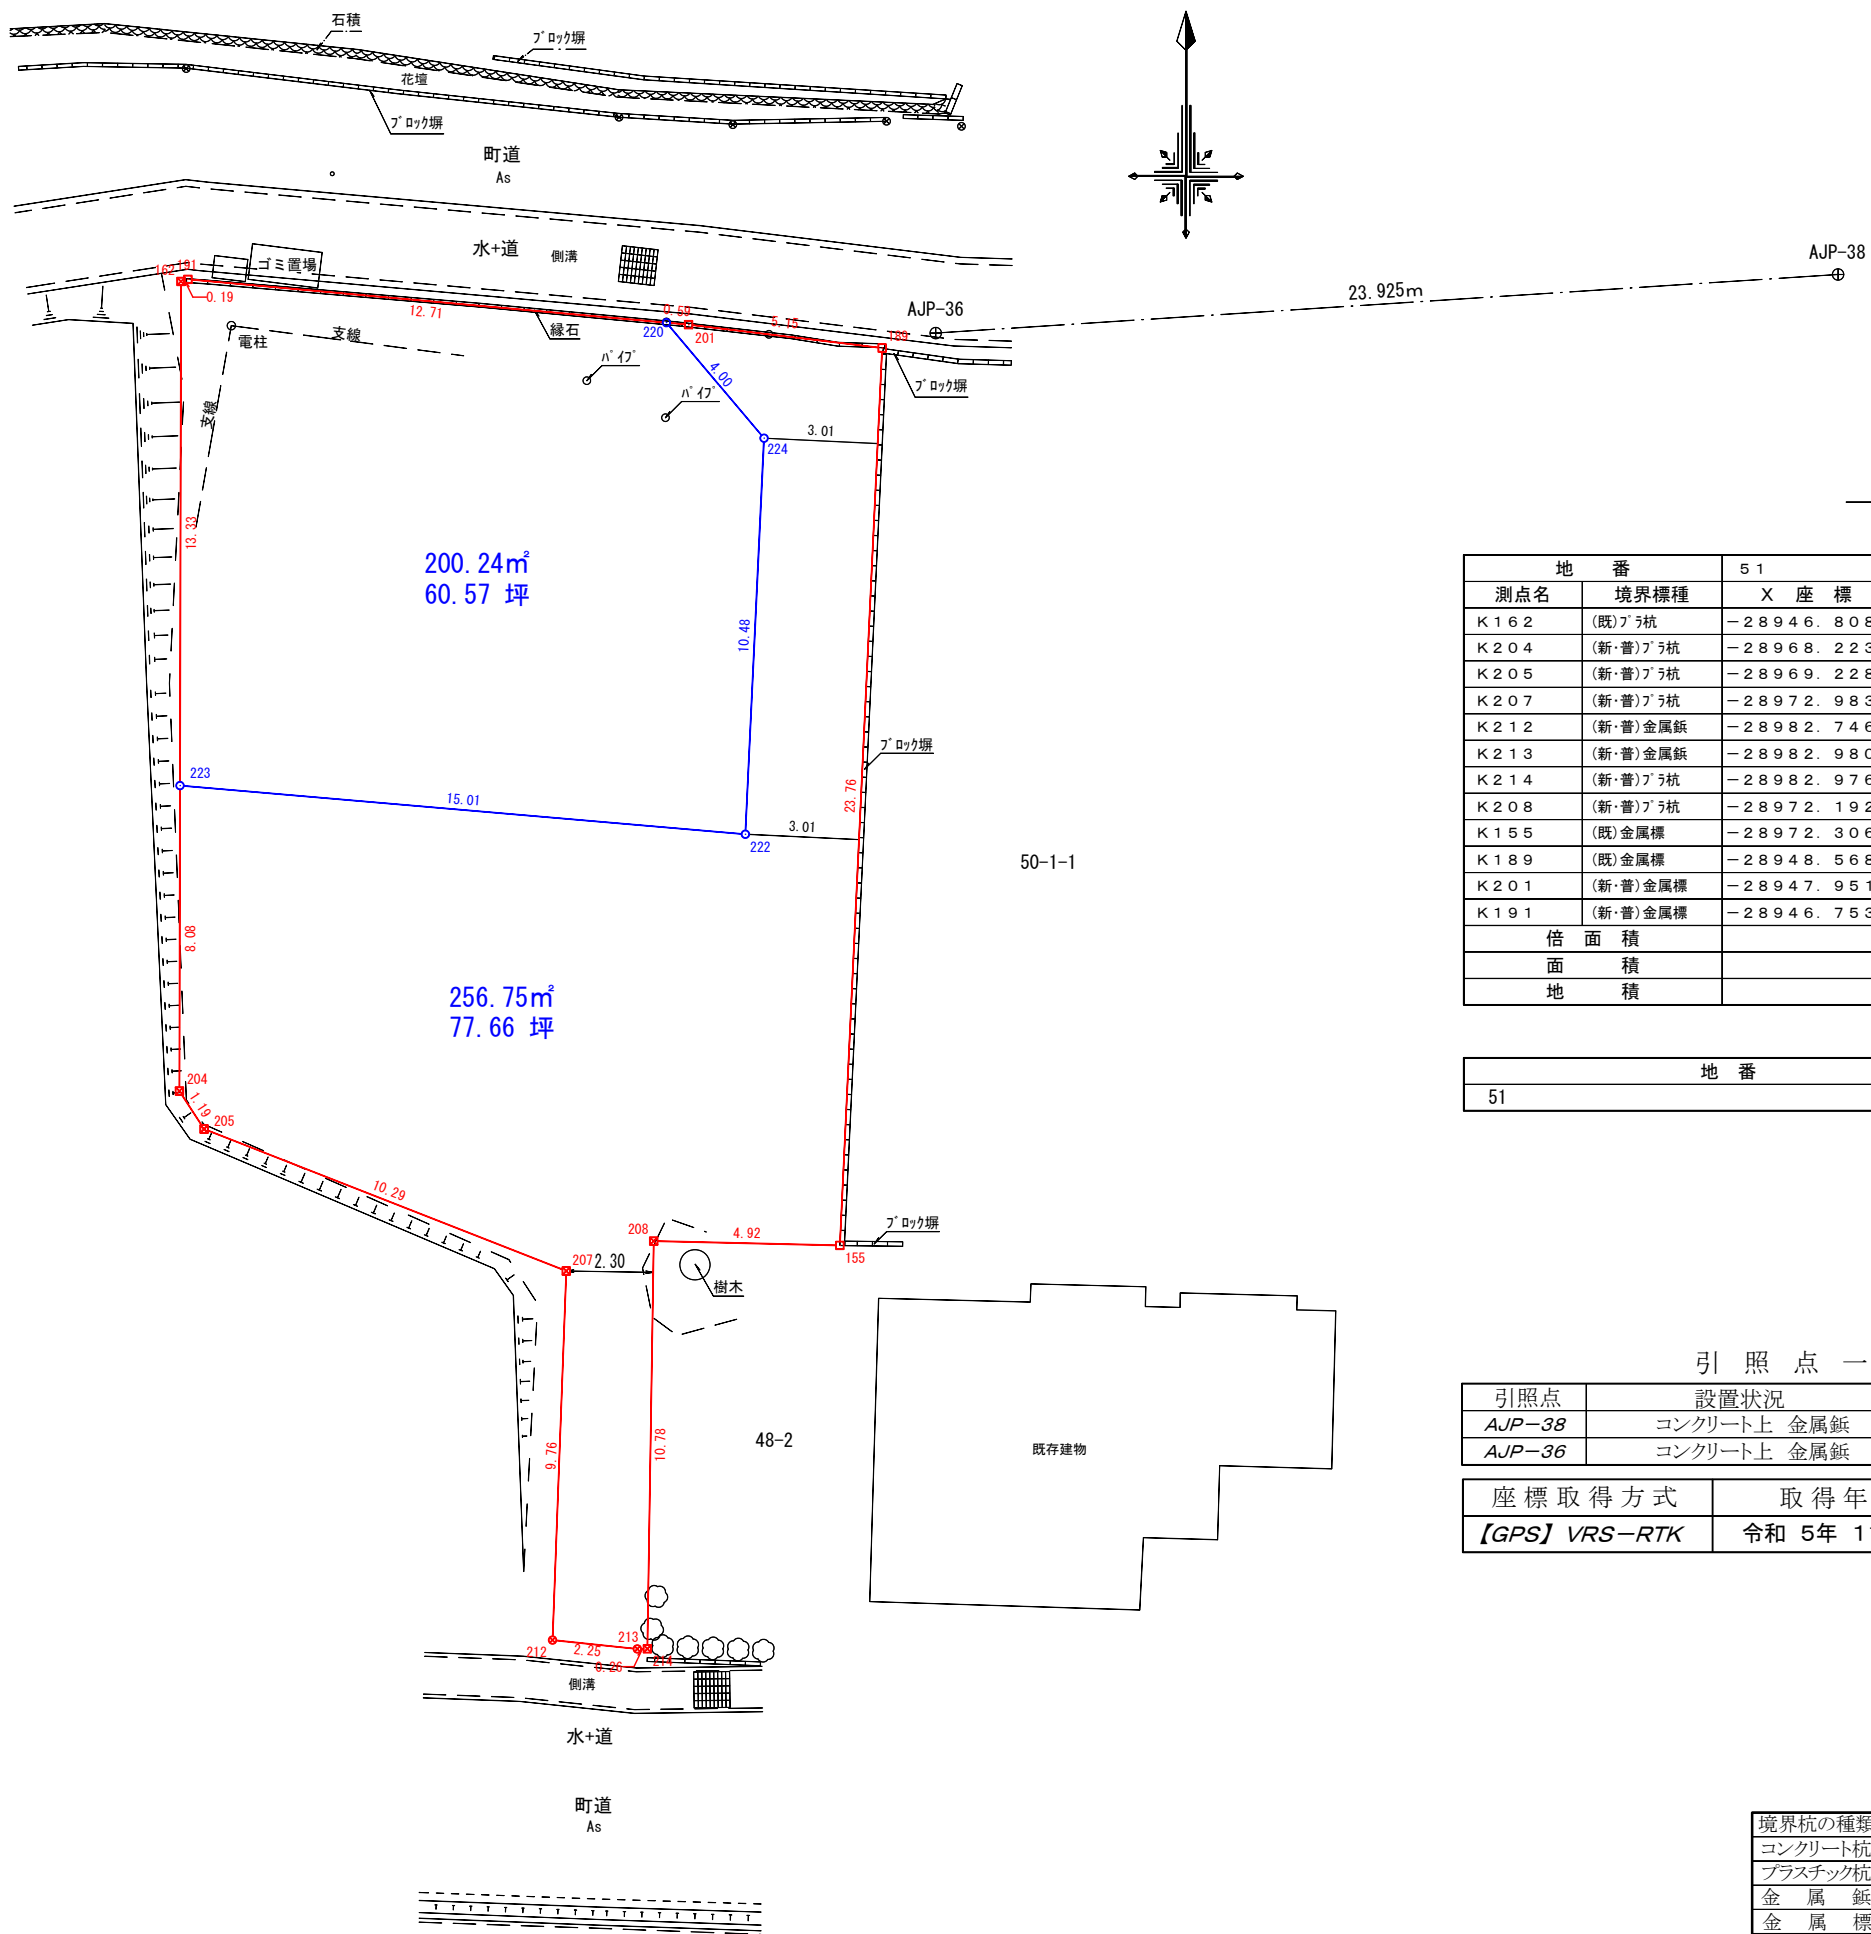 石積
ブロック塀
花壇
ブロック塀
町道
As
水+道
側溝
ゴミ置場
AJP-38
23.925m
AJP-36
162
191
0.19
12.71
縁石
0.59
220
201
5.15
189
電柱
支線
支線
パイプ
パイプ
ブロック塀
4.00
3.01
224
13.33
200.24㎡
60.57 坪
10.48
ブロック塀
223
15.01
23.76
3.01
222
50-1-1
8.08
256.75㎡
77.66 坪
204
1.19
205
10.29
208
4.92
ブロック塀
155
207
2.30
樹木
9.76
10.78
48-2
既存建物
212
2.25
213
0.26
214
側溝
水+道
町道
As
地 番 51
測点名 境界標種 X 座 標
K162 (既)プラ杭 -28946.808
K204 (新・普)プラ杭 -28968.223
K205 (新・普)プラ杭 -28969.228
K207 (新・普)プラ杭 -28972.983
K212 (新・普)金属鋲 -28982.746
K213 (新・普)金属鋲 -28982.980
K214 (新・普)プラ杭 -28982.976
K208 (新・普)プラ杭 -28972.192
K155 (既)金属標 -28972.306
K189 (既)金属標 -28948.568
K201 (新・普)金属標 -28947.951
K191 (新・普)金属標 -28946.753
倍 面 積
面 積
地 積
地 番
51
引 照 点 一
引照点 設置状況
AJP-38 コンクリート上 金属鋲
AJP-36 コンクリート上 金属鋲
座標取得方式 取得年
【GPS】VRS-RTK 令和 5年 1
境界杭の種類
コンクリート杭
プラスチック杭
金 属 鋲
金 属 標